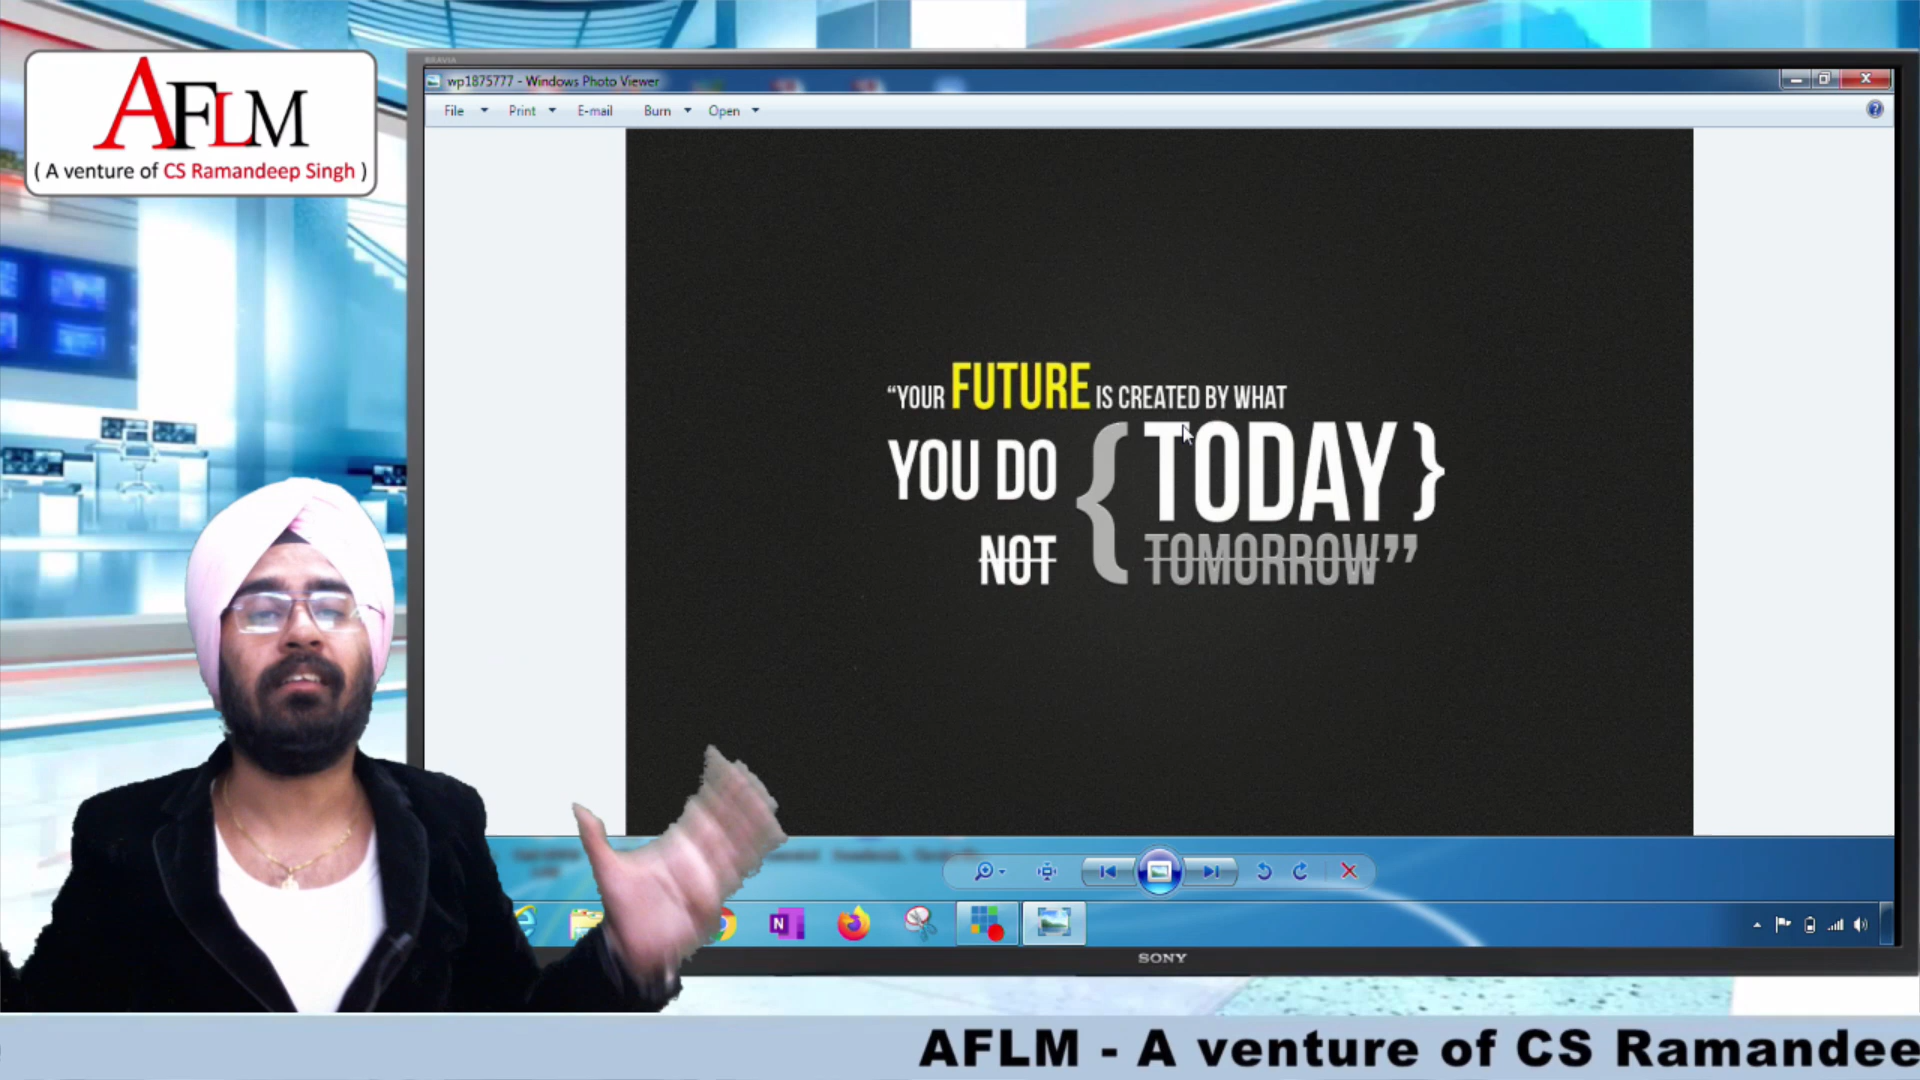 AFLM
( A venture of CS Ramandeep Singh )
BRAVIA
wp1875777 - Windows Photo Viewer
File Print E-mail Burn Open
“YOUR FUTURE IS CREATED BY WHAT
YOU DO { TODAY }
NOT TOMORROW”
SONY
AFLM - A venture of CS Ramandee